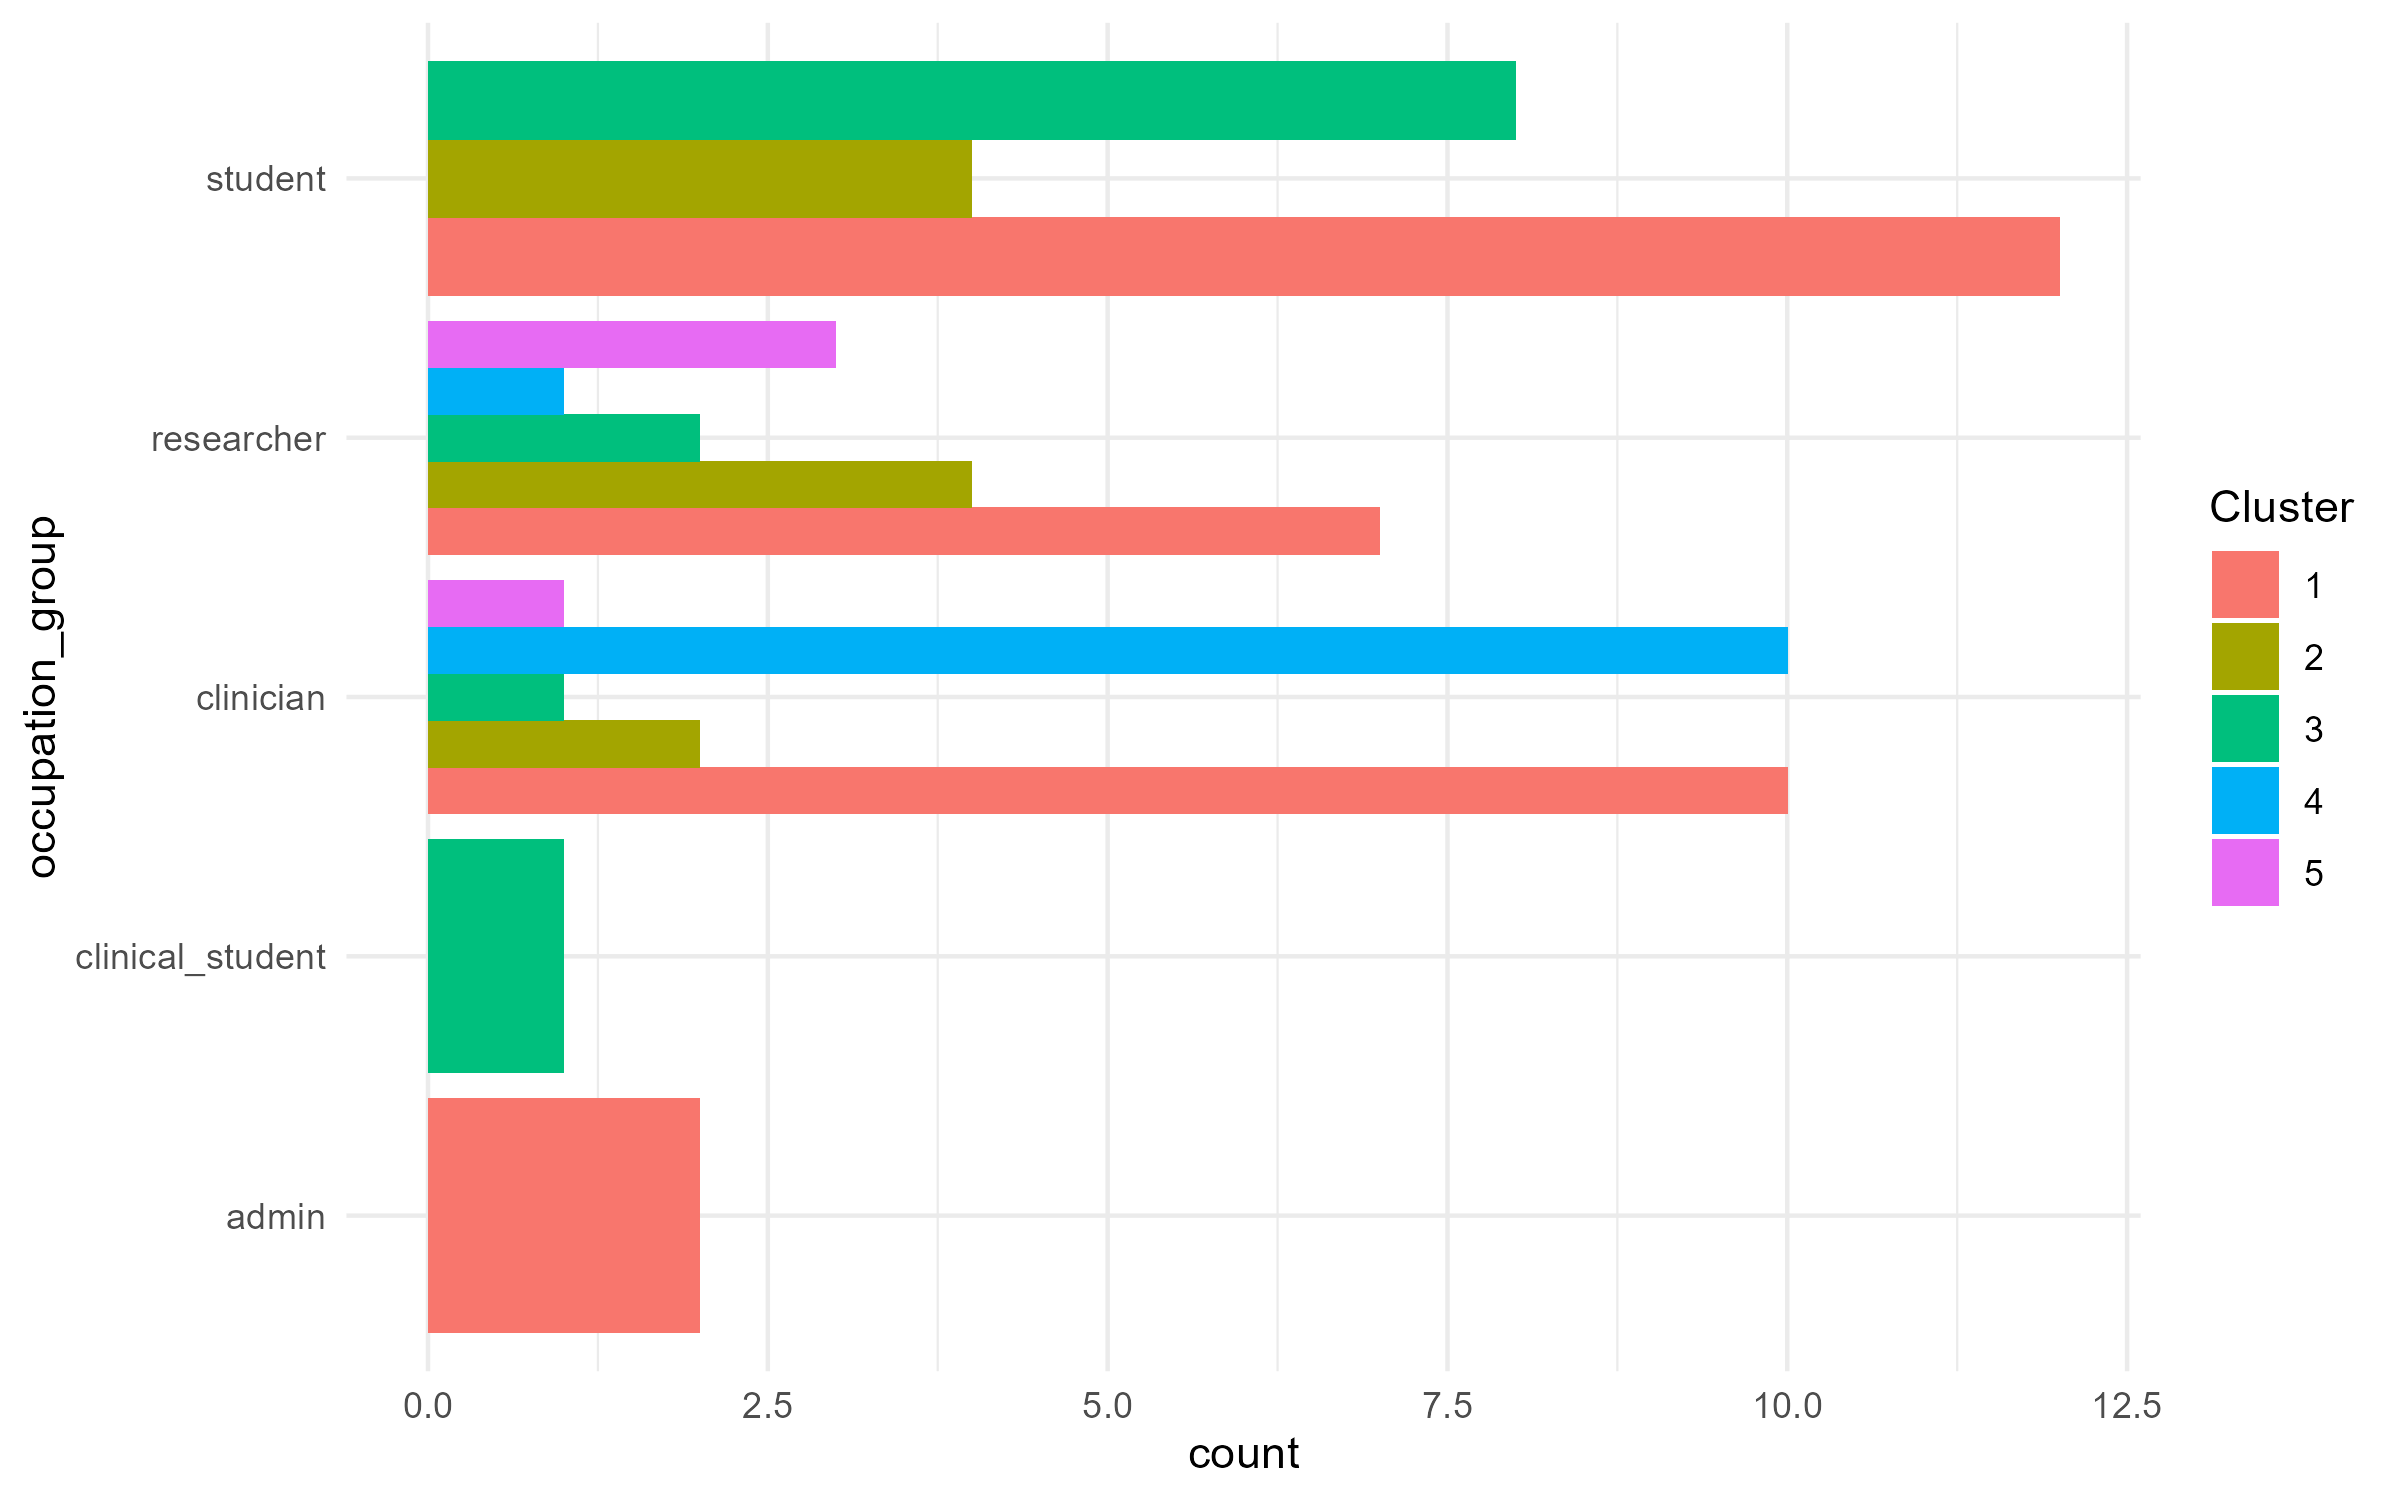 student
researcher
clinician
clinical_student
admin
occupation_group
0.0 2.5 5.0 7.5 10.0 12.5
count
Cluster
1
2
3
4
5